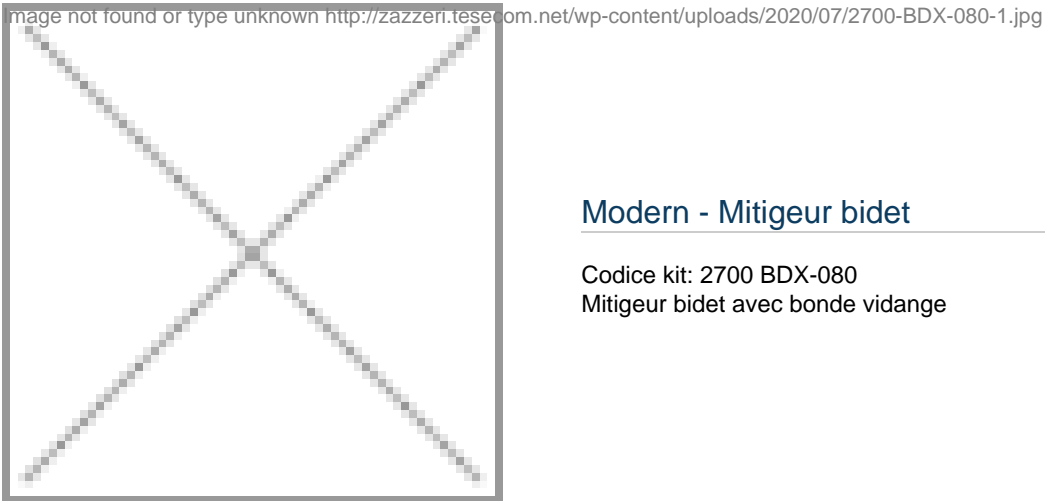 Image not found or type unknown http://zazzeri.tesecom.net/wp-content/uploads/2020/07/2700-BDX-080-1.jpg
Modern - Mitigeur bidet
Codice kit: 2700 BDX-080
Mitigeur bidet avec bonde vidange